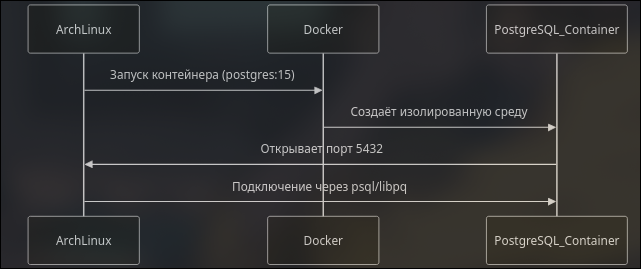 ArchLinux Docker PostgreSQL_Container
Запуск контейнера (postgres:15)
Создаёт изолированную среду
Открывает порт 5432
Подключение через psql/libpq
ArchLinux Docker PostgreSQL_Container